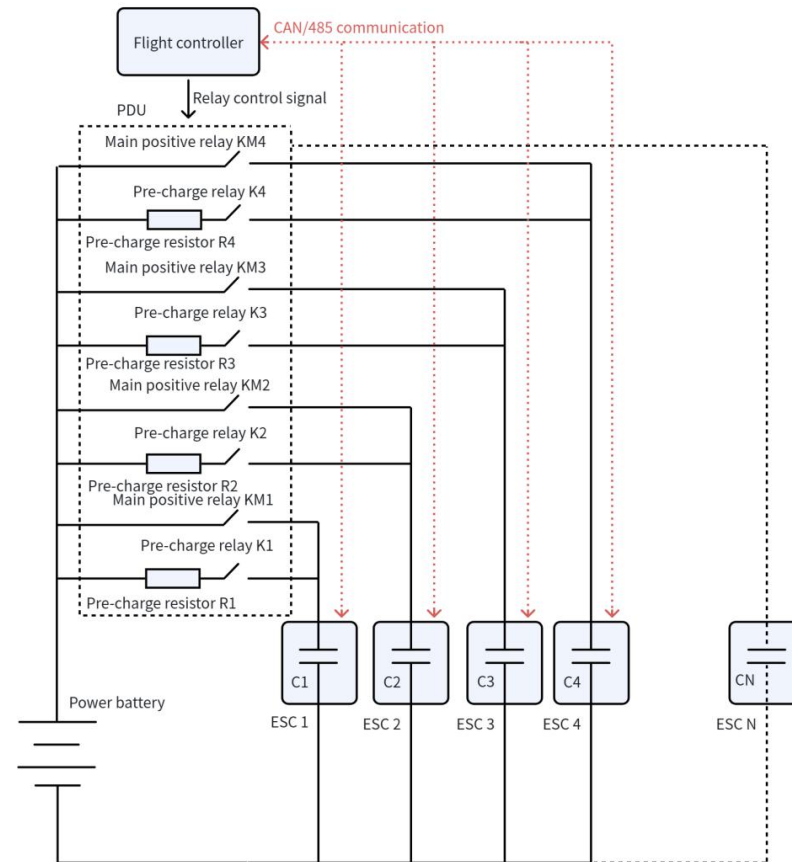 CAN/485 communication
Flight controller
Relay control signal
PDU
Main positive relay KM4
Pre-charge relay K4
Pre-charge resistor R4
Main positive relay KM3
Pre-charge relay K3
Pre-charge resistor R3
Main positive relay KM2
Pre-charge relay K2
Pre-charge resistor R2
Main positive relay KM1
Pre-charge relay K1
Pre-charge resistor R1
C1 C2 C3 C4 CN
Power battery
ESC 1 ESC 2 ESC 3 ESC 4 ESC N